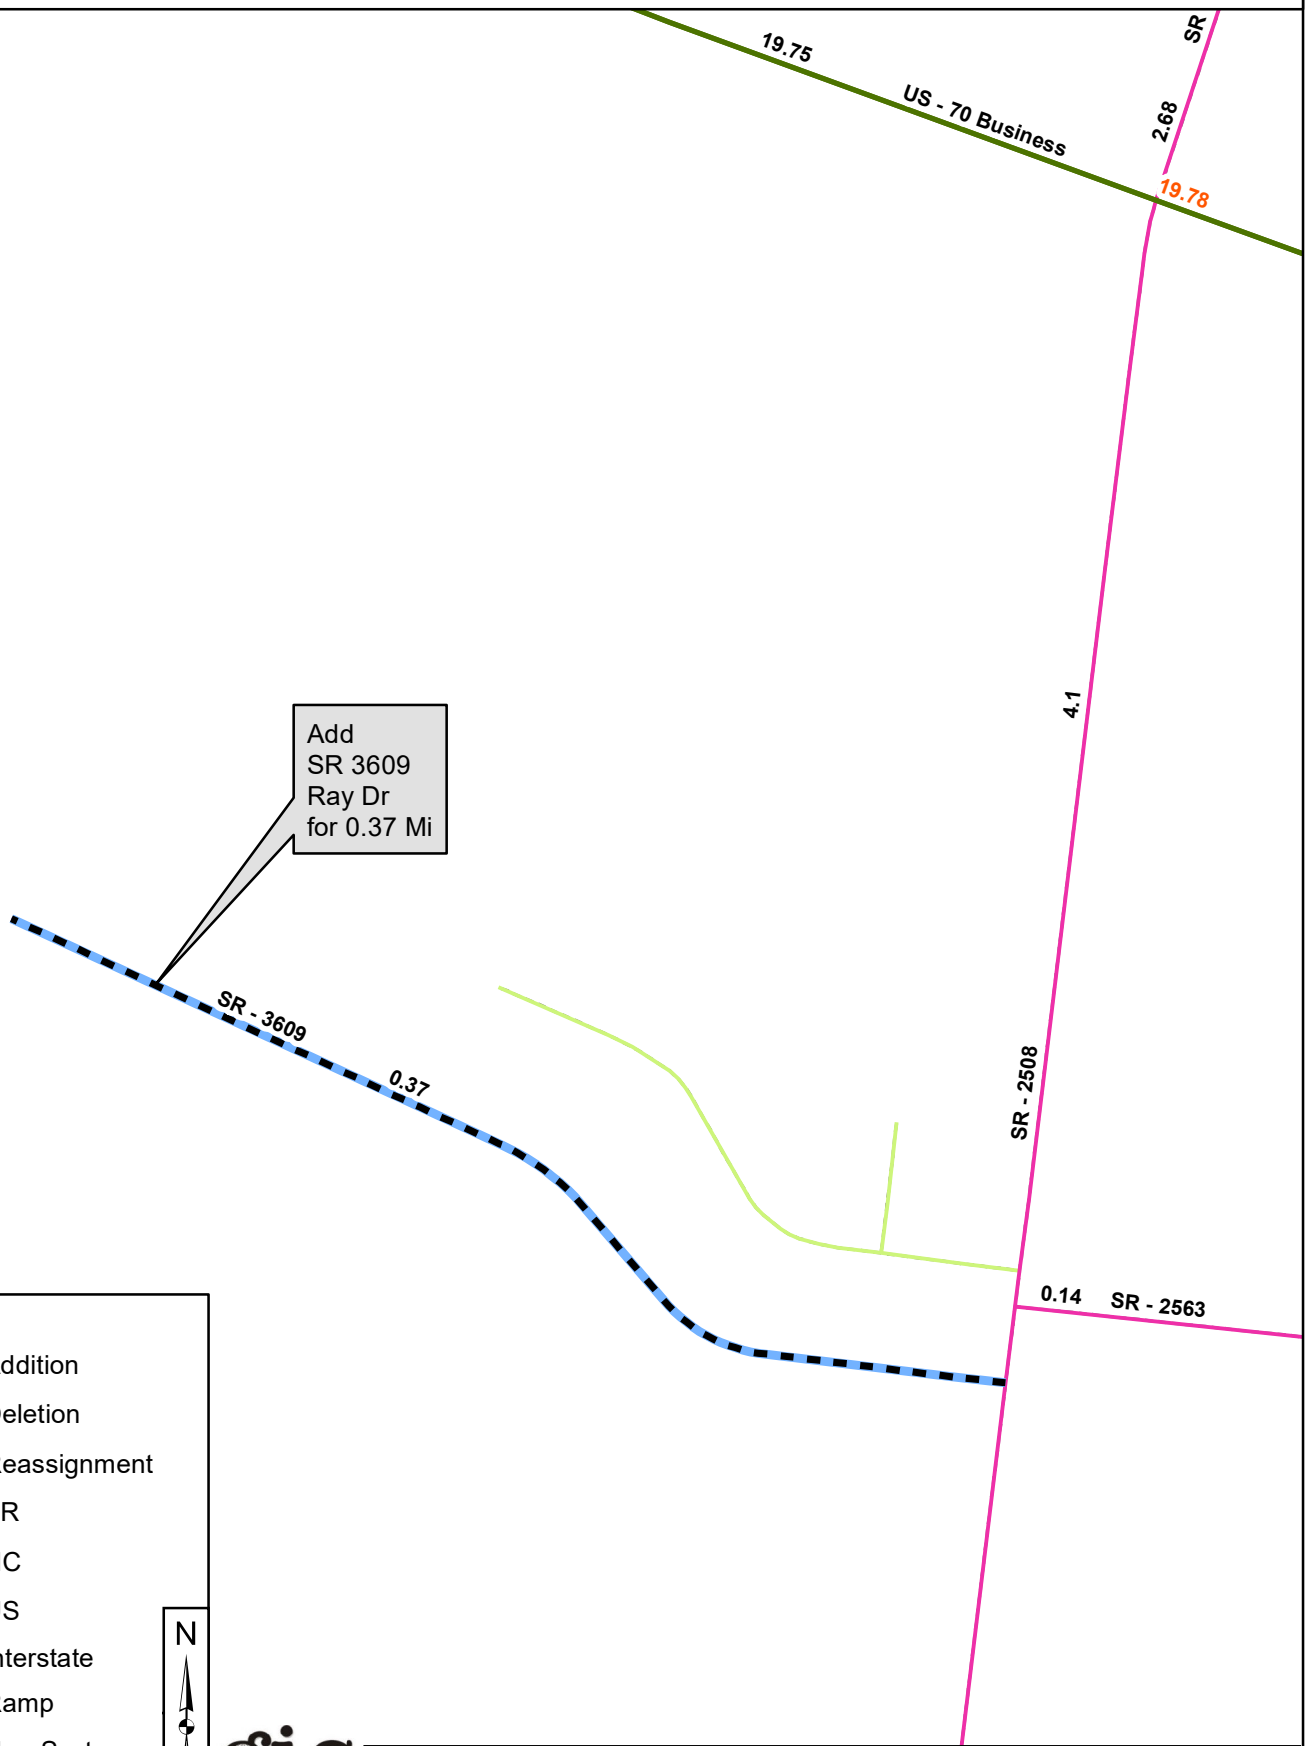 SR
19.75
US - 70 Business
2.68
19.78
4.1
Add
SR 3609
Ray Dr
for 0.37 Mi
SR - 3609
0.37
SR - 2508
0.14 SR - 2563
ddition
eletion
eassignment
R
C
S
nterstate
amp
N